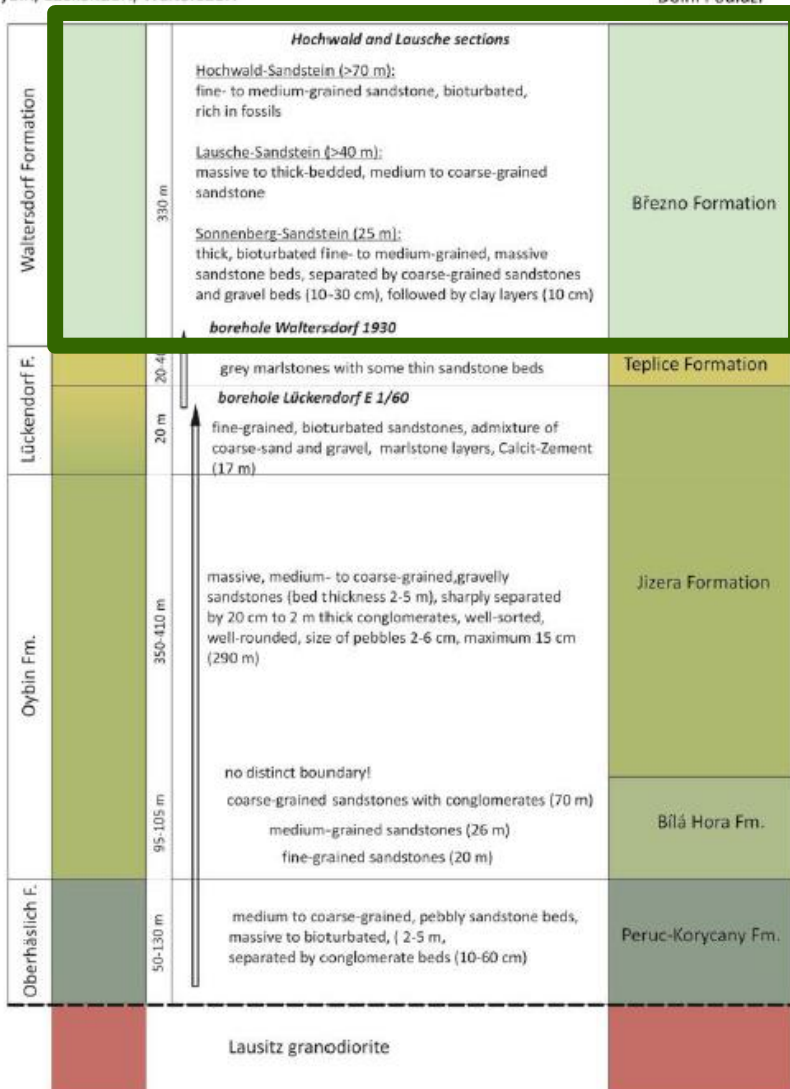 Waltersdorf Formation
330 m
Hochwald and Lausche sections
Hochwald-Sandstein (>70 m):
fine- to medium-grained sandstone, bioturbated,
rich in fossils
Lausche-Sandstein (>40 m):
massive to thick-bedded, medium to coarse-grained
sandstone
Sonnenberg-Sandstein (25 m):
thick, bioturbated fine- to medium-grained, massive
sandstone beds, separated by coarse-grained sandstones
and gravel beds (10-30 cm), followed by clay layers (10 cm)
borehole Waltersdorf 1930
Březno Formation
Lückendorf F.
grey marlstones with some thin sandstone beds
Teplice Formation
20 m
borehole Lückendorf E 1/60
fine-grained, bioturbated sandstones, admixture of
coarse-sand and gravel, marlstone layers, Calcit-Zement
(17 m)
Oybin Fm.
350-410 m
massive, medium- to coarse-grained,gravelly
sandstones (bed thickness 2-5 m), sharply separated
by 20 cm to 2 m thick conglomerates, well-sorted,
well-rounded, size of pebbles 2-6 cm, maximum 15 cm
(290 m)
Jizera Formation
95-105 m
no distinct boundary!
coarse-grained sandstones with conglomerates (70 m)
medium-grained sandstones (26 m)
fine-grained sandstones (20 m)
Bílá Hora Fm.
Oberhäslich F.
50-130 m
medium to coarse-grained, pebbly sandstone beds,
massive to bioturbated, ( 2-5 m,
separated by conglomerate beds (10-60 cm)
Peruc-Korycany Fm.
Lausitz granodiorite